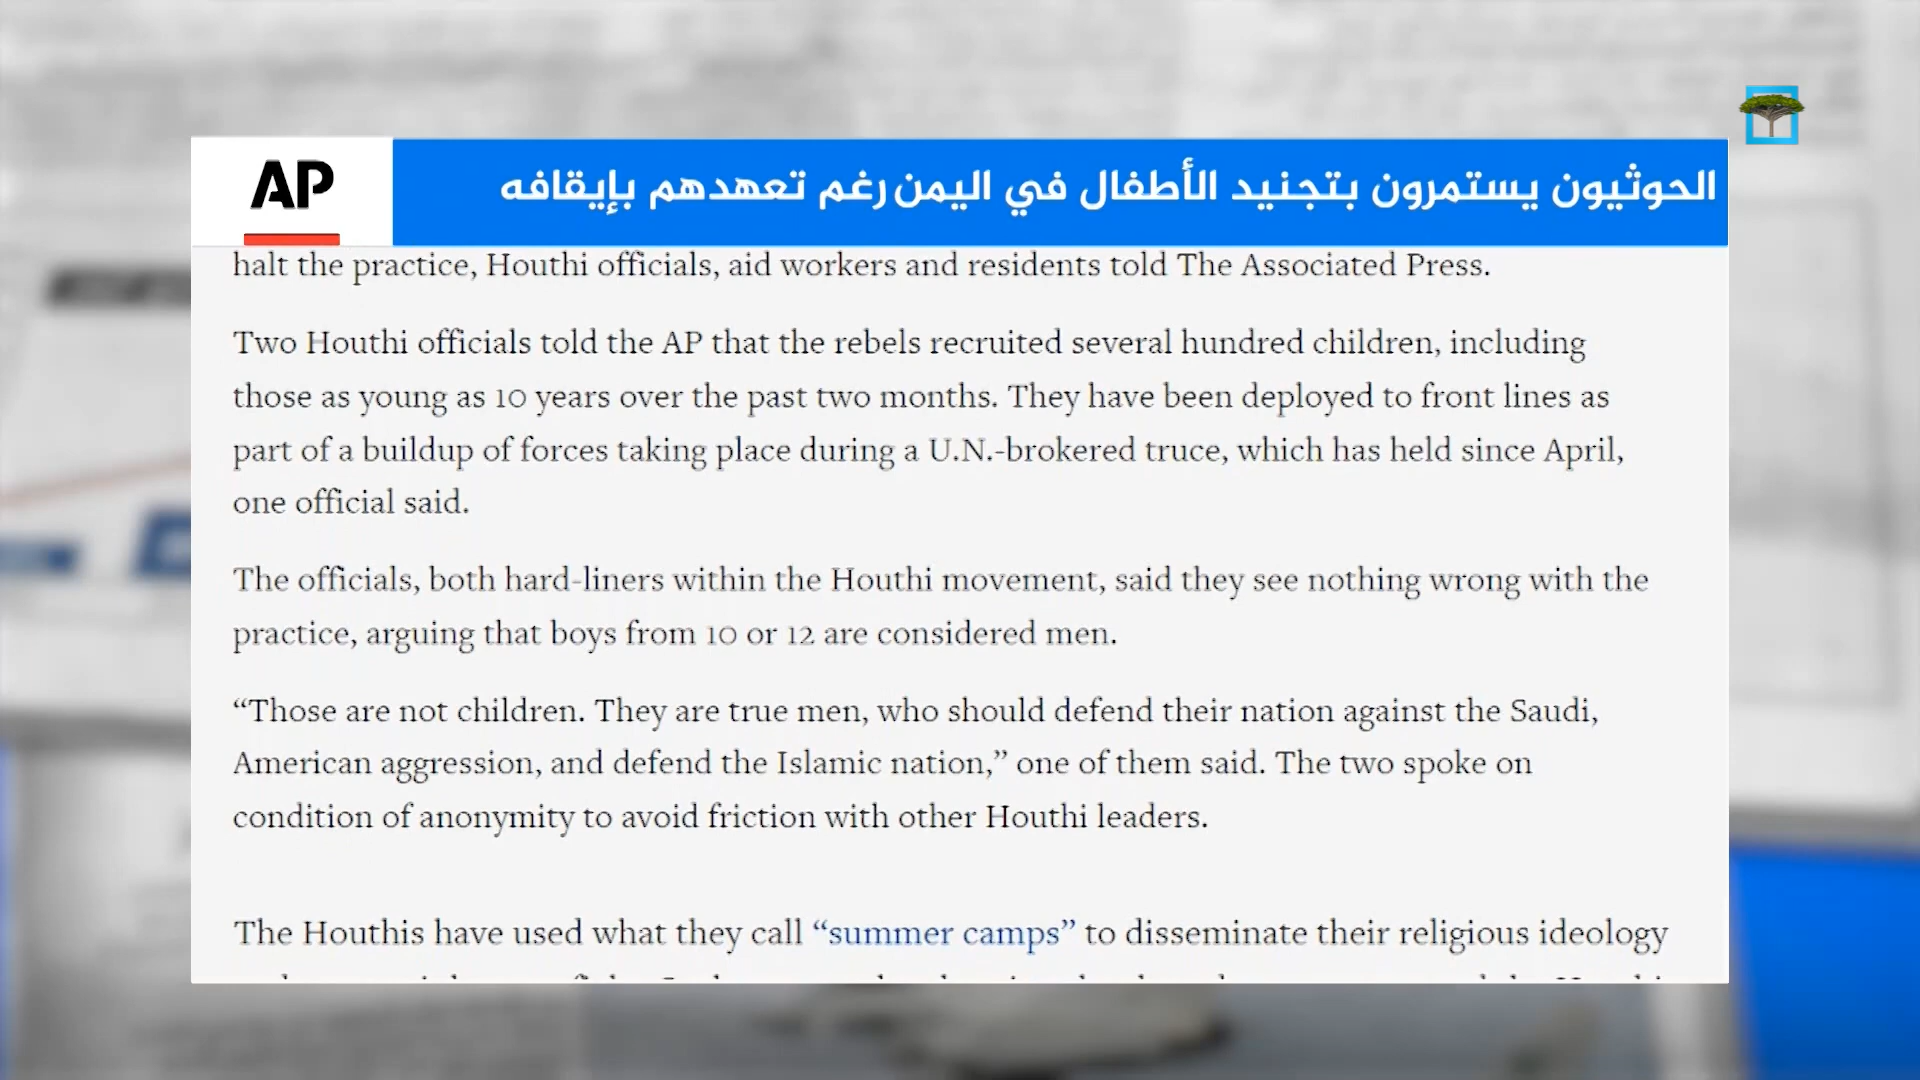 AP
الحوثيون يستمرون بتجنيد الأطفال في اليمن رغم تعهدهم بإيقافه
halt the practice, Houthi officials, aid workers and residents told The Associated Press.
Two Houthi officials told the AP that the rebels recruited several hundred children, including
those as young as 10 years over the past two months. They have been deployed to front lines as
part of a buildup of forces taking place during a U.N.-brokered truce, which has held since April,
one official said.
The officials, both hard-liners within the Houthi movement, said they see nothing wrong with the
practice, arguing that boys from 10 or 12 are considered men.
“Those are not children. They are true men, who should defend their nation against the Saudi,
American aggression, and defend the Islamic nation,” one of them said. The two spoke on
condition of anonymity to avoid friction with other Houthi leaders.
The Houthis have used what they call “summer camps” to disseminate their religious ideology